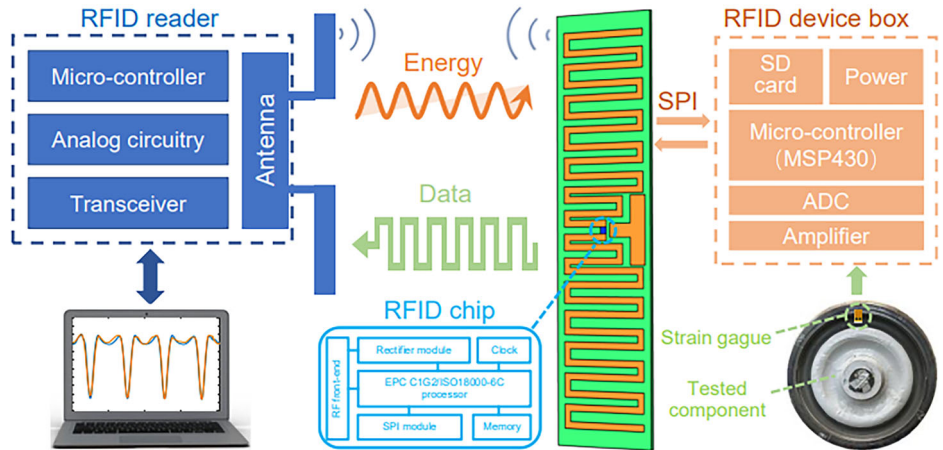 RFID reader
Micro-controller
Analog circuitry
Transceiver
Antenna
Energy
Data
RFID chip
RF front-end
Rectifier module
Clock
EPC C1G2/ISO18000-6C
processor
SPI module
Memory
SPI
RFID device box
SD
card
Power
Micro-controller
(MSP430)
ADC
Amplifier
Strain gague
Tested
component